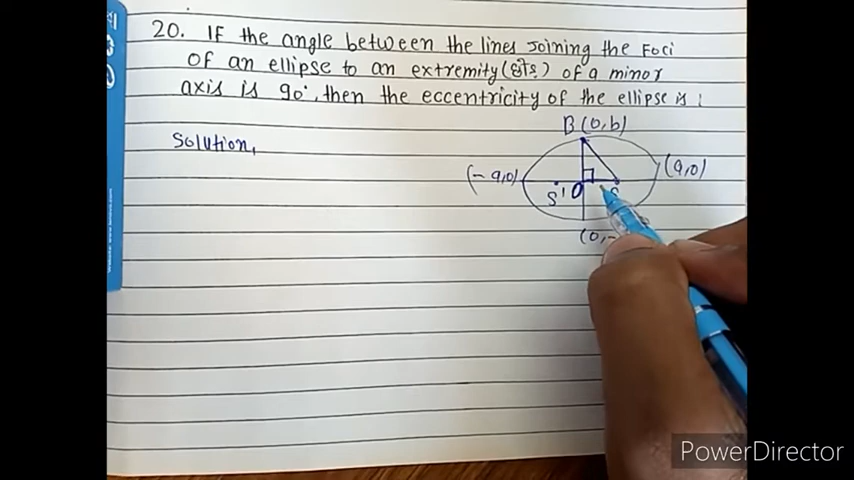 20. If the angle between the lines Joining the Foci
of an ellipse to an extremity( ) of a minor
axis is 90°, then the eccentricity of the ellipse is :
Solution,
B (0,b)
(-a,0)
(a,0)
S' O S
(0,-
PowerDirector